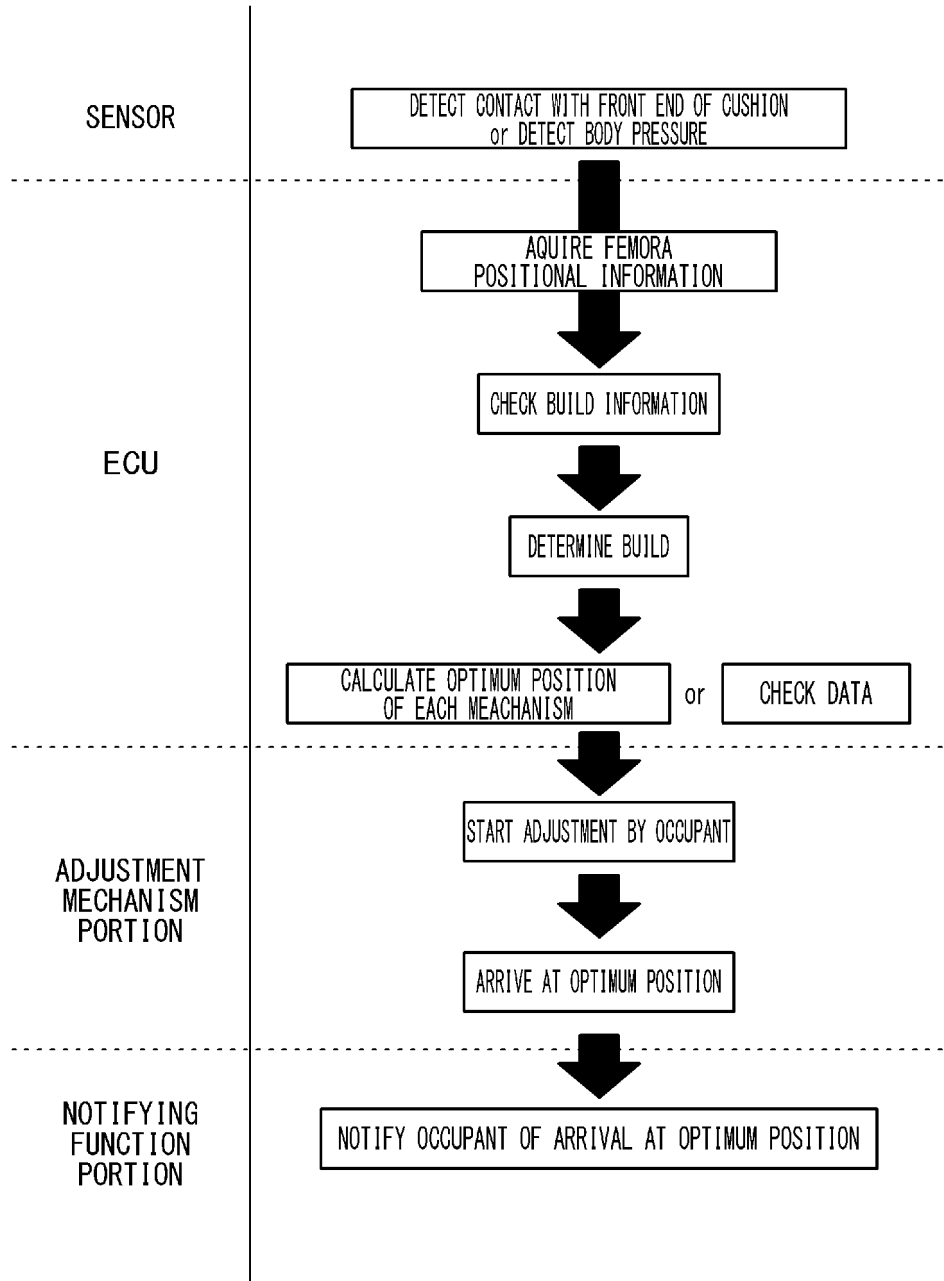 SENSOR
DETECT CONTACT WITH FRONT END OF CUSHION
or DETECT BODY PRESSURE
ECU
AQUIRE FEMORA
POSITIONAL INFORMATION
CHECK BUILD INFORMATION
DETERMINE BUILD
CALCULATE OPTIMUM POSITION
OF EACH MEACHANISM
or
CHECK DATA
ADJUSTMENT
MECHANISM
PORTION
START ADJUSTMENT BY OCCUPANT
ARRIVE AT OPTIMUM POSITION
NOTIFYING
FUNCTION
PORTION
NOTIFY OCCUPANT OF ARRIVAL AT OPTIMUM POSITION